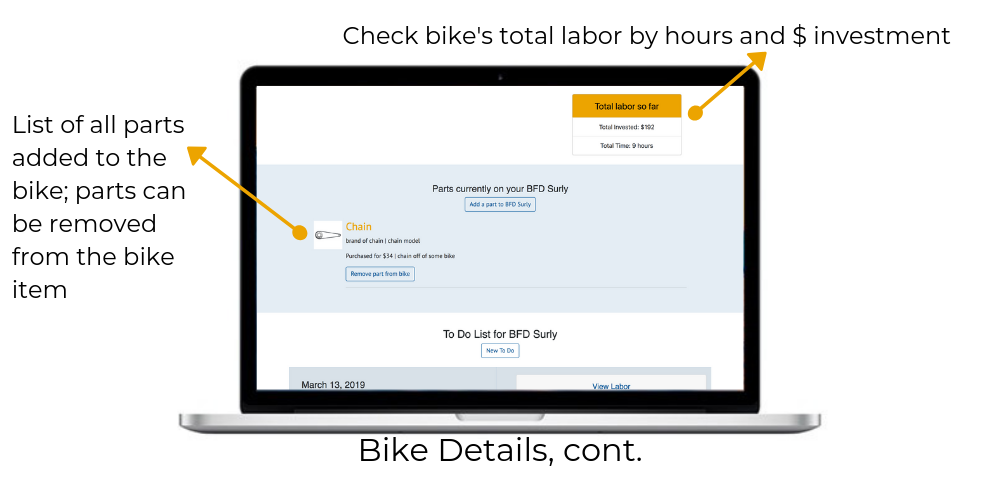 Check bike's total labor by hours and $ investment
List of all parts
added to the
bike; parts can
be removed
from the bike
item
Total labor so far
Total Invested: $192
Total Time: 9 hours
Parts currently on your BFD Surly
Add a part to BFD Surly
Chain
brand of chain | chain model
Purchased for $34 | chain off of some bike
Remove part from bike
To Do List for BFD Surly
New To Do
March 13, 2019
View Labor
Bike Details, cont.